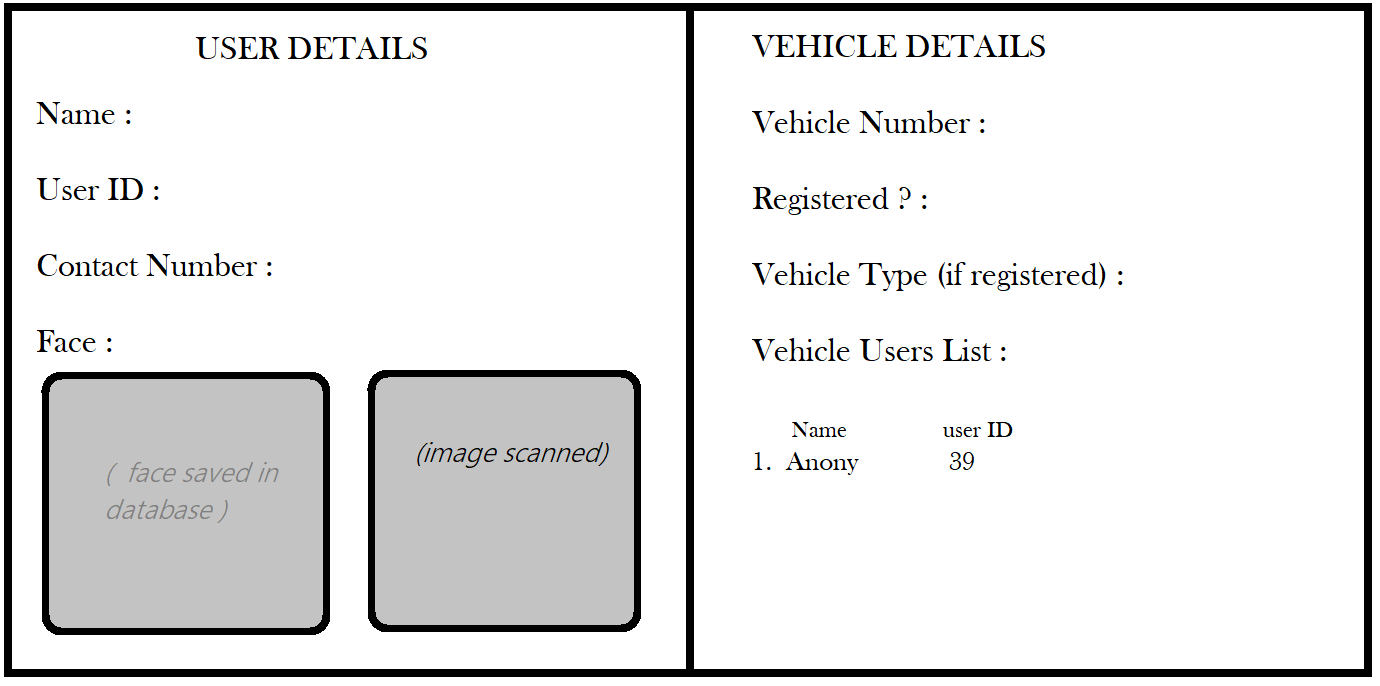 USER DETAILS
Name :
User ID :
Contact Number :
Face :
( face saved in
database )
(image scanned)
VEHICLE DETAILS
Vehicle Number :
Registered ? :
Vehicle Type (if registered) :
Vehicle Users List :
Name user ID
1. Anony 39